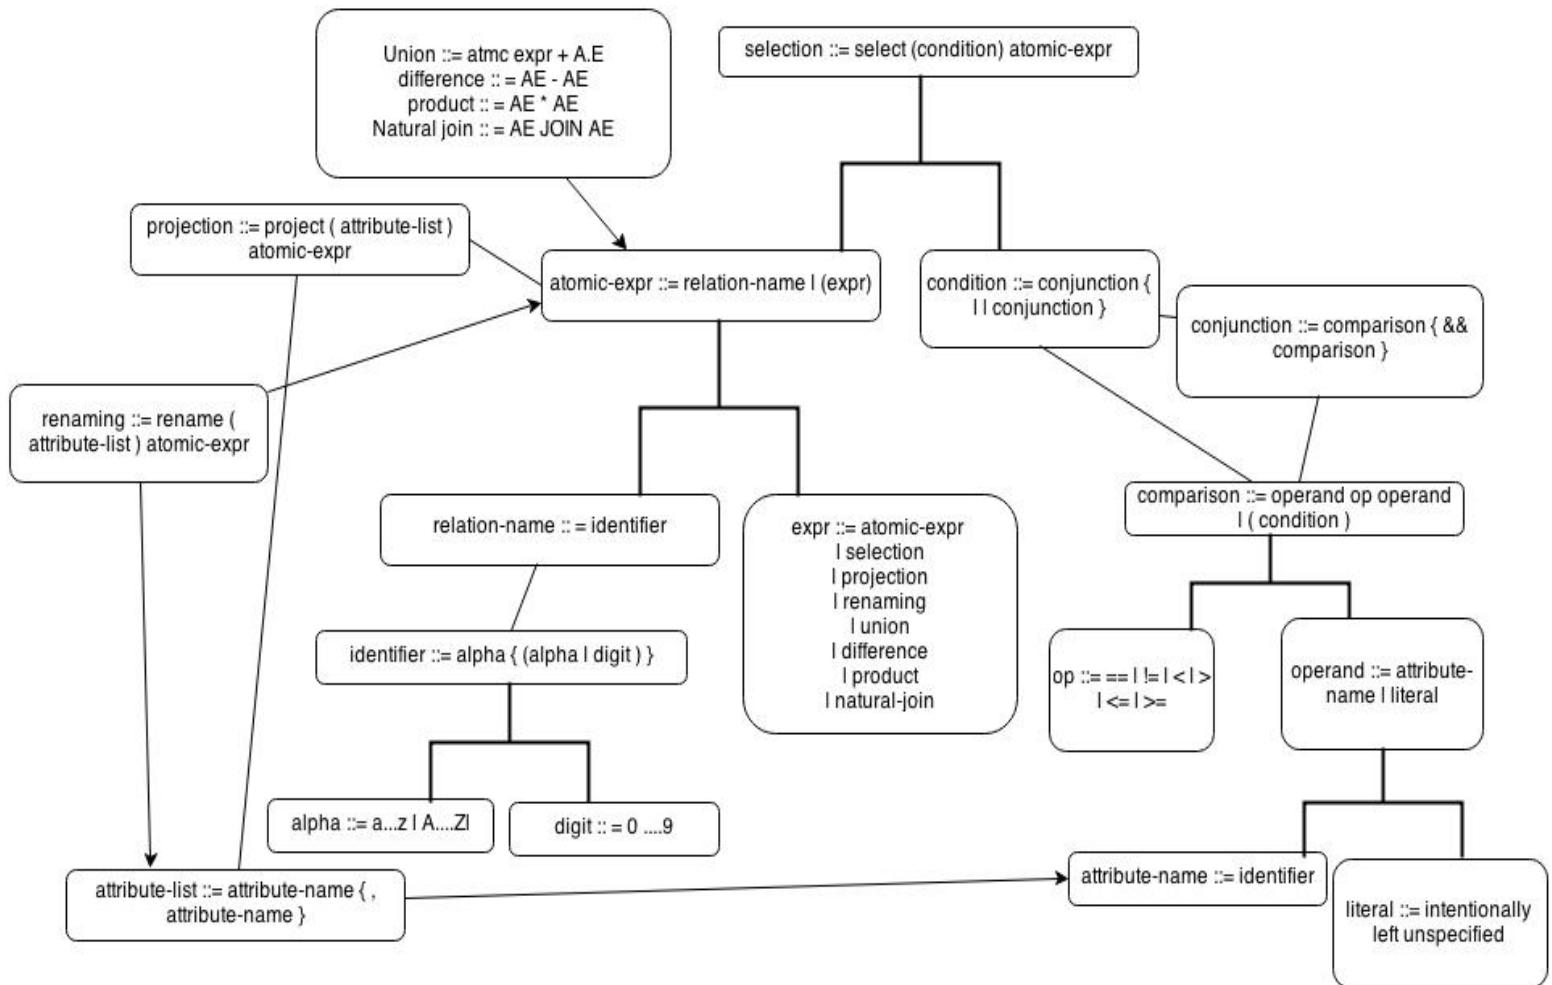 Union ::= atmc expr + A.E
difference :: = AE - AE
product :: = AE * AE
Natural join :: = AE JOIN AE
selection ::= select (condition) atomic-expr
projection ::= project ( attribute-list )
atomic-expr
atomic-expr ::= relation-name | (expr)
condition ::= conjunction {
| | conjunction }
conjunction ::= comparison { &&
comparison }
renaming ::= rename (
attribute-list ) atomic-expr
relation-name :: = identifier
expr ::= atomic-expr
| selection
| projection
| renaming
| union
| difference
| product
| natural-join
comparison ::= operand op operand
| ( condition )
identifier ::= alpha { (alpha | digit ) }
op ::= == | != | < | >
| <= | >=
operand ::= attribute-
name | literal
alpha ::= a...z | A....Z|
digit :: = 0 ....9
attribute-list ::= attribute-name { ,
attribute-name }
attribute-name ::= identifier
literal ::= intentionally
left unspecified